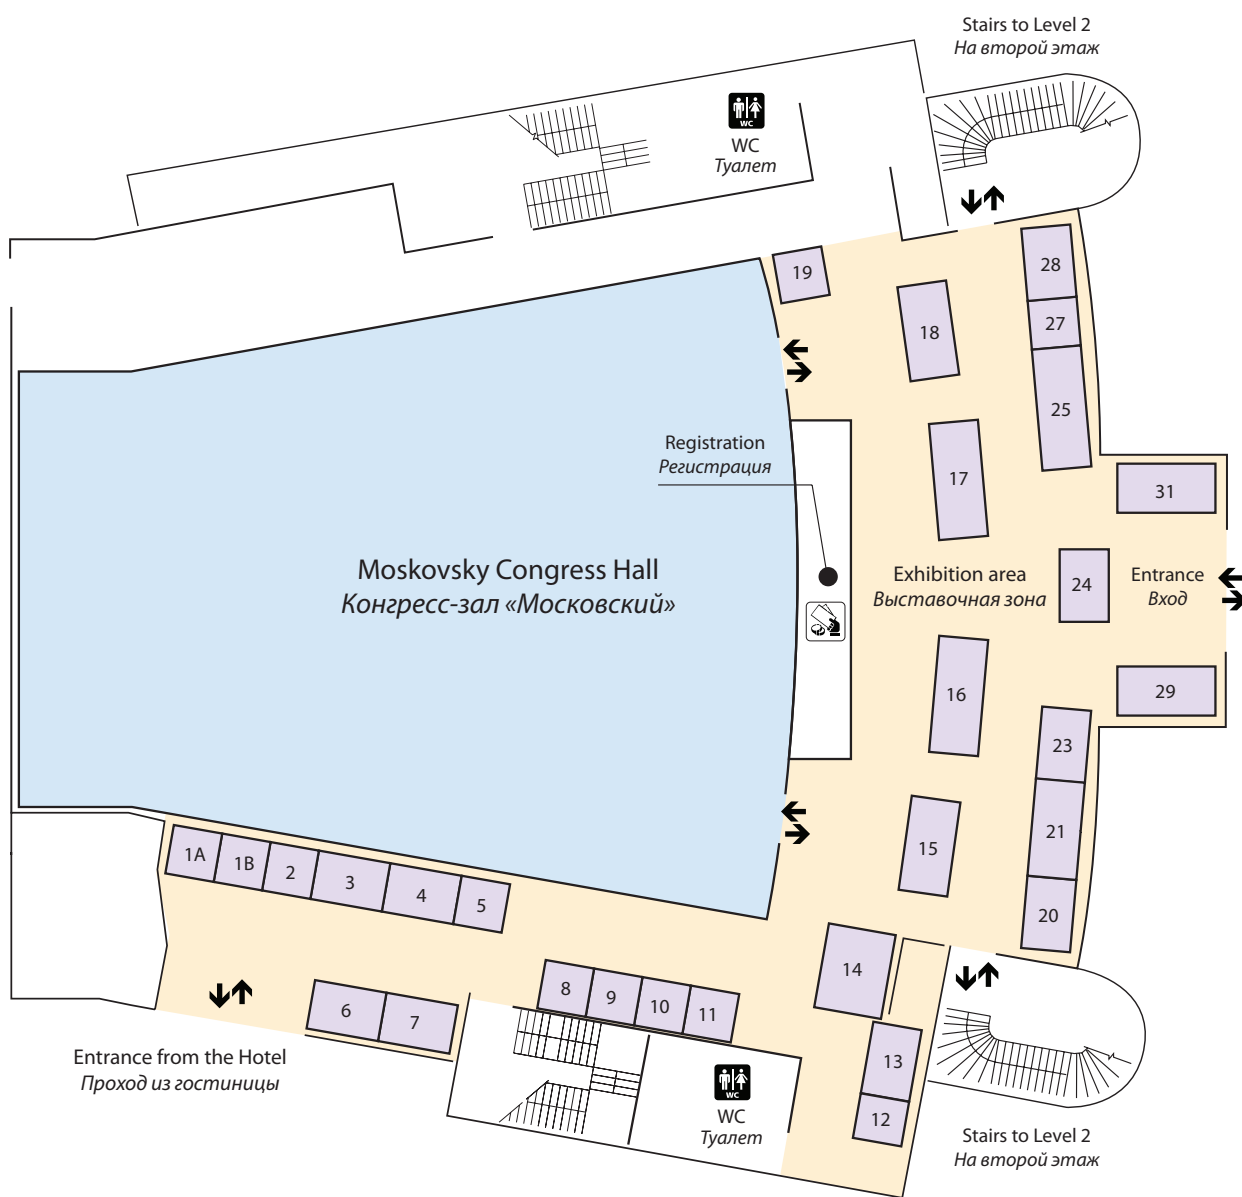 Stairs to Level 2
На второй этаж
WC
WC
Туалет
19
28
18
27
25
Registration
Регистрация
17
31
Moskovsky Congress Hall
Конгресс-зал «Московский»
Exhibition area
Выставочная зона
24
Entrance
Вход
16
29
23
15
21
20
1A
1B
2
3
4
5
14
8
9
10
11
6
7
13
12
Entrance from the Hotel
Проход из гостиницы
WC
WC
Туалет
Stairs to Level 2
На второй этаж